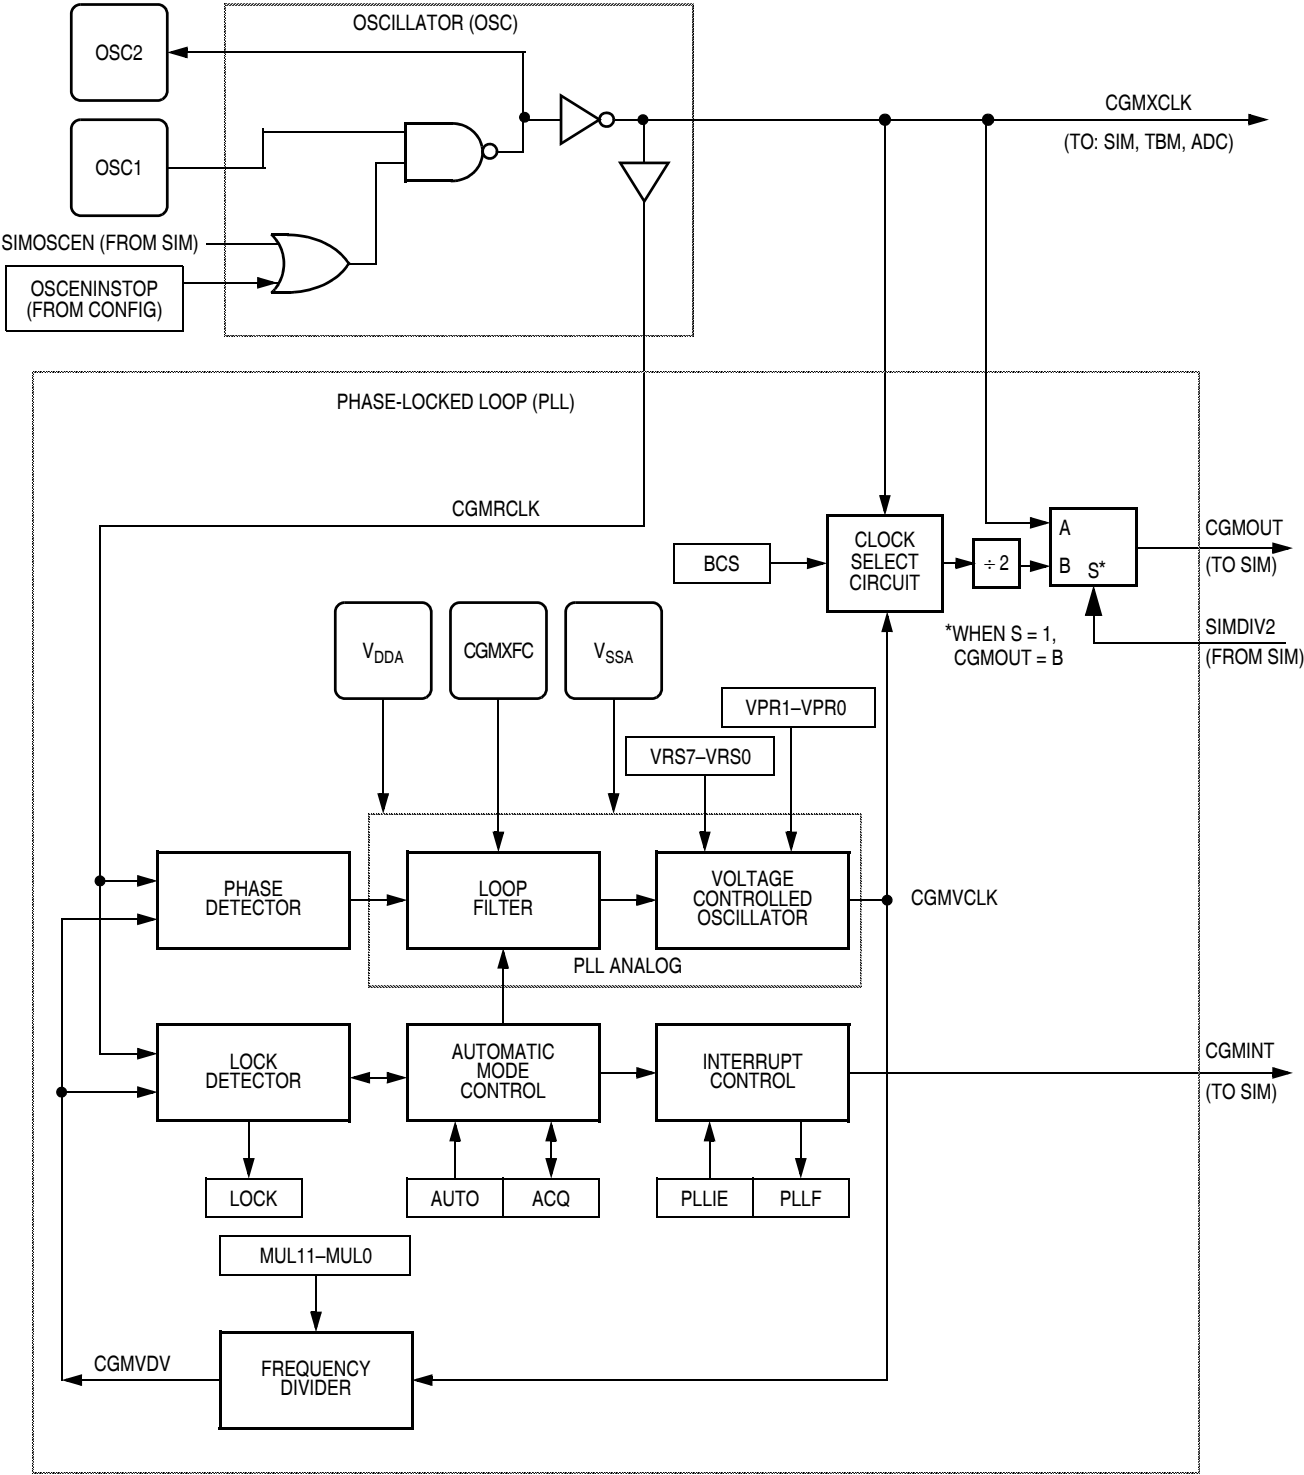 OSCILLATOR (OSC)
OSC2
CGMXCLK
(TO: SIM, TBM, ADC)
OSC1
SIMOSCEN (FROM SIM)
OSCENINSTOP
(FROM CONFIG)
PHASE-LOCKED LOOP (PLL)
CGMRCLK
BCS
CLOCK
SELECT
CIRCUIT
÷ 2
A
B S*
CGMOUT
(TO SIM)
*WHEN S = 1,
CGMOUT = B
SIMDIV2
(FROM SIM)
VDDA
CGMXFC
VSSA
VPR1–VPR0
VRS7–VRS0
PHASE
DETECTOR
LOOP
FILTER
VOLTAGE
CONTROLLED
OSCILLATOR
CGMVCLK
PLL ANALOG
LOCK
DETECTOR
AUTOMATIC
MODE
CONTROL
INTERRUPT
CONTROL
CGMINT
(TO SIM)
LOCK
AUTO
ACQ
PLLIE
PLLF
MUL11–MUL0
CGMVDV
FREQUENCY
DIVIDER